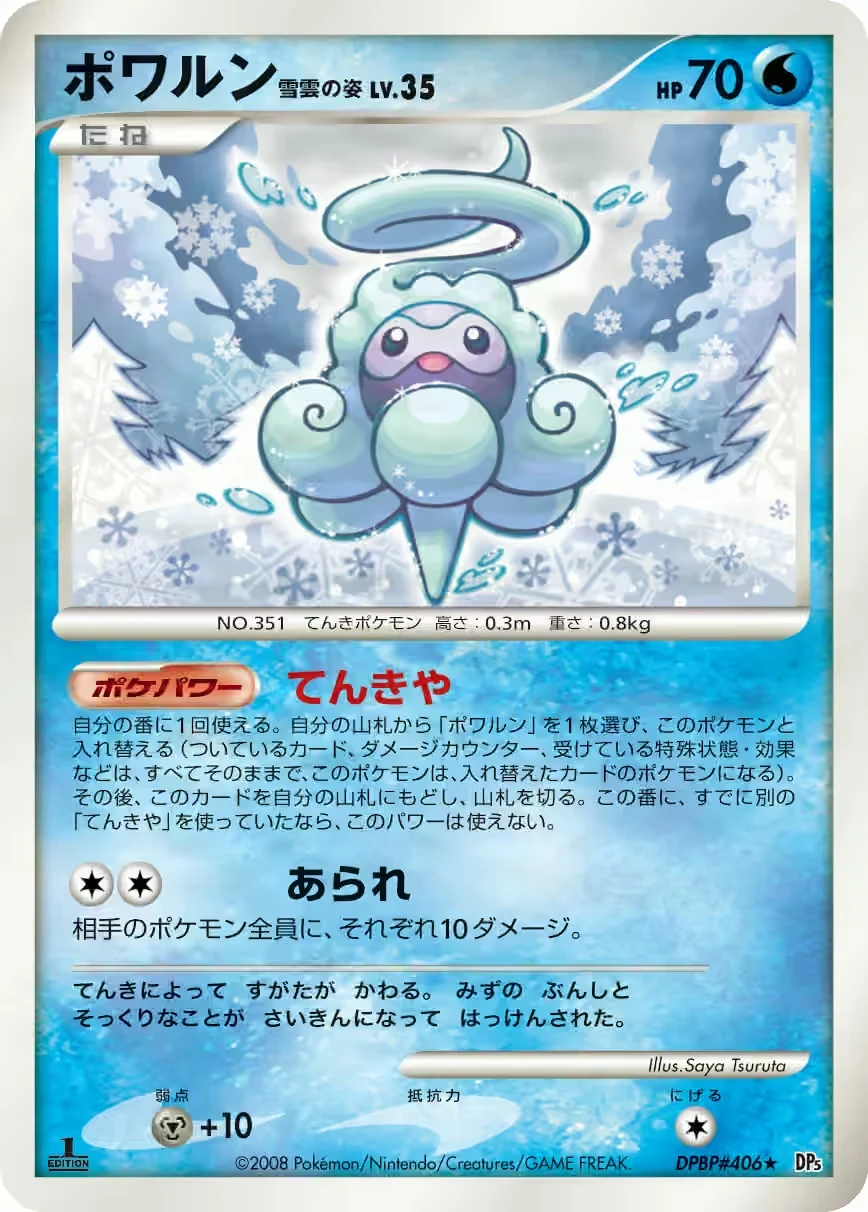 ポワルン 雪雲の姿 LV.35 HP 70
たね
NO.351 てんきポケモン 高さ:0.3m 重さ:0.8kg
ポケパワー てんきや
自分の番に1回使える。自分の山札から「ポワルン」を1枚選び、このポケモンと
入れ替える(ついているカード、ダメージカウンター、受けている特殊状態・効果
などは、すべてそのままで、このポケモンは、入れ替えたカードのポケモンになる)。
その後、このカードを自分の山札にもどし、山札を切る。この番に、すでに別の
「てんきや」を使っていたなら、このパワーは使えない。
あられ
相手のポケモン全員に、それぞれ10ダメージ。
てんきによって すがたが かわる。 みずの ぶんしと
そっくりなことが さいきんになって はっけんされた。
Illus.Saya Tsuruta
弱点 抵抗力 にげる
+10
1 EDITION ©2008 Pokémon/Nintendo/Creatures/GAME FREAK. DPBP#406★ DP5